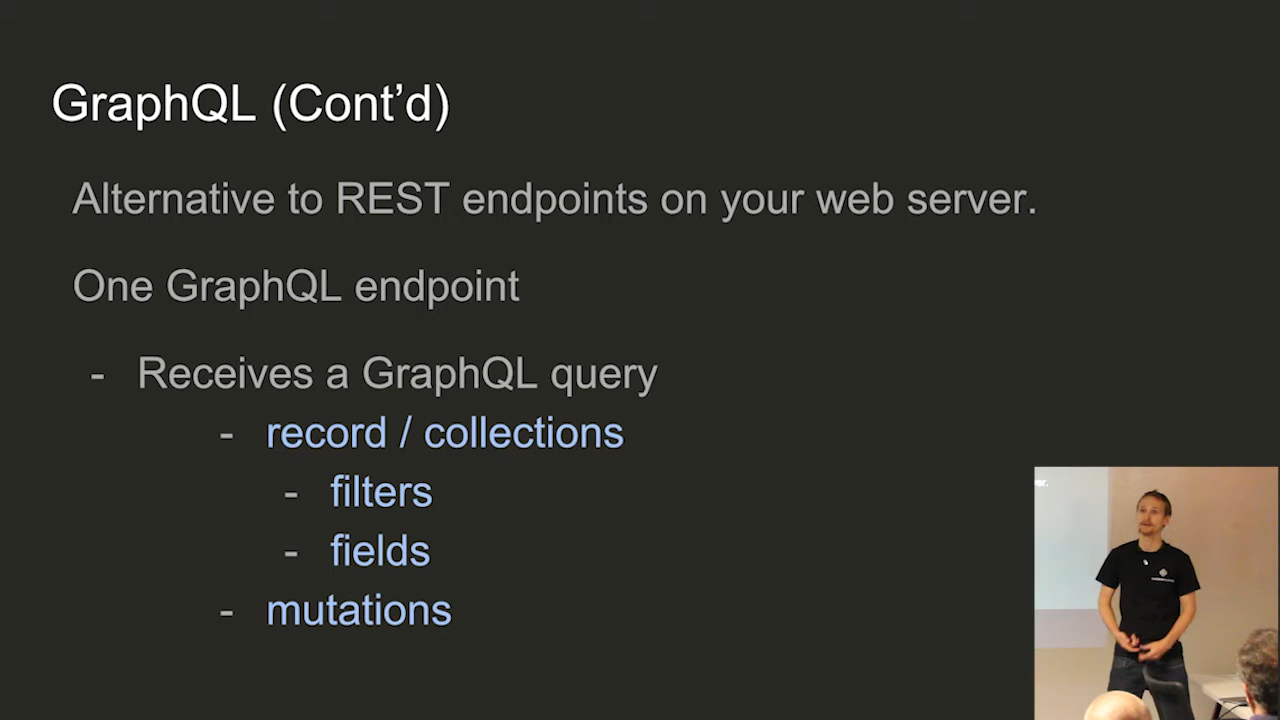 GraphQL (Cont’d)
Alternative to REST endpoints on your web server.
One GraphQL endpoint
- Receives a GraphQL query
- record / collections
- filters
- fields
- mutations